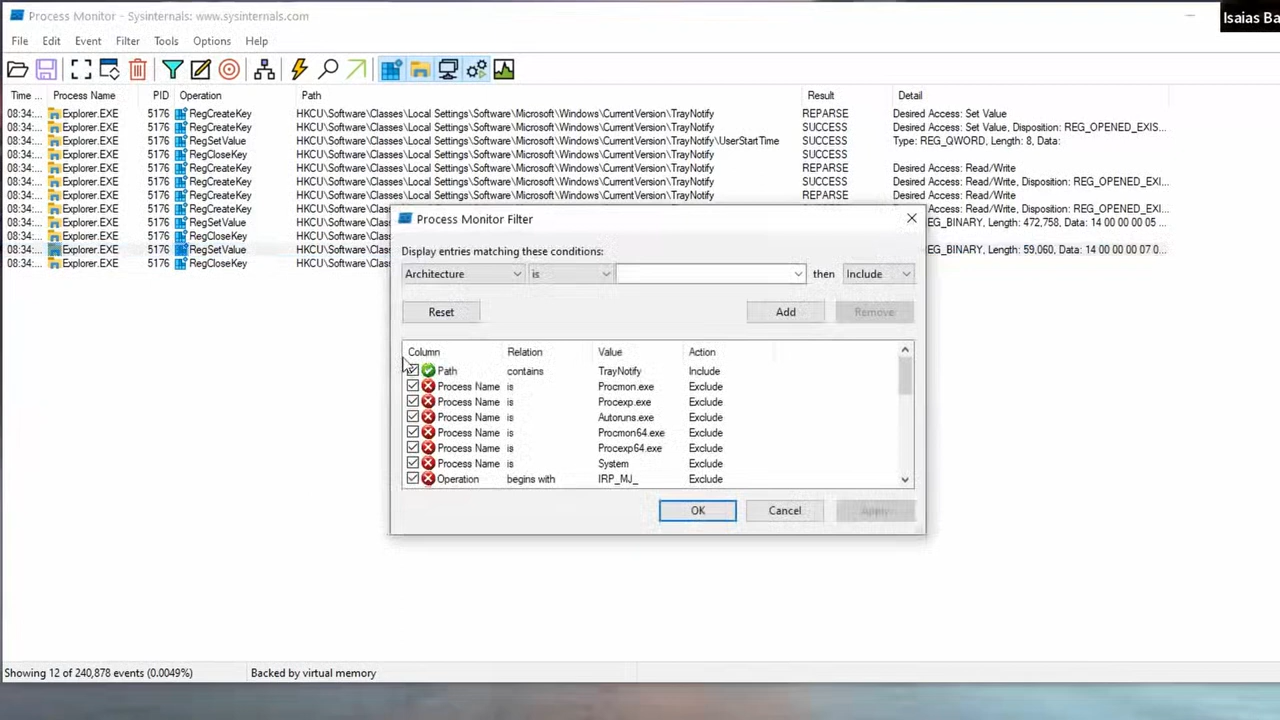 Process Monitor - Sysinternals: www.sysinternals.com
Isaias Ba
File Edit Event Filter Tools Options Help
Time ... Process Name PID Operation Path Result Detail
08:34:... Explorer.EXE 5176 RegCreateKey HKCU\Software\Classes\Local Settings\Software\Microsoft\Windows\CurrentVersion\TrayNotify REPARSE Desired Access: Set Value
08:34:... Explorer.EXE 5176 RegCreateKey HKCU\Software\Classes\Local Settings\Software\Microsoft\Windows\CurrentVersion\TrayNotify SUCCESS Desired Access: Set Value, Disposition: REG_OPENED_EXIS...
08:34:... Explorer.EXE 5176 RegSetValue HKCU\Software\Classes\Local Settings\Software\Microsoft\Windows\CurrentVersion\TrayNotify\UserStartTime SUCCESS Type: REG_QWORD, Length: 8, Data:
08:34:... Explorer.EXE 5176 RegCloseKey HKCU\Software\Classes\Local Settings\Software\Microsoft\Windows\CurrentVersion\TrayNotify SUCCESS
08:34:... Explorer.EXE 5176 RegCreateKey HKCU\Software\Classes\Local Settings\Software\Microsoft\Windows\CurrentVersion\TrayNotify REPARSE Desired Access: Read/Write
08:34:... Explorer.EXE 5176 RegCreateKey HKCU\Software\Classes\Local Settings\Software\Microsoft\Windows\CurrentVersion\TrayNotify SUCCESS Desired Access: Read/Write, Disposition: REG_OPENED_EXI...
08:34:... Explorer.EXE 5176 RegCreateKey HKCU\Software\Classes\Local Settings\Software\Microsoft\Windows\CurrentVersion\TrayNotify REPARSE Desired Access: Read/Write
08:34:... Explorer.EXE 5176 RegCreateKey HKCU\Software\Clas Desired Access: Read/Write, Disposition: REG_OPENED_EXI...
08:34:... Explorer.EXE 5176 RegSetValue HKCU\Software\Clas EG_BINARY, Length: 472,758, Data: 14 00 00 00 05 ...
08:34:... Explorer.EXE 5176 RegCloseKey HKCU\Software\Clas
08:34:... Explorer.EXE 5176 RegSetValue HKCU\Software\Clas EG_BINARY, Length: 59,060, Data: 14 00 00 00 07 0...
08:34:... Explorer.EXE 5176 RegCloseKey HKCU\Software\Clas
Process Monitor Filter
Display entries matching these conditions:
Architecture is then Include
Reset Add Remove
Column Relation Value Action
Path contains TrayNotify Include
Process Name is Procmon.exe Exclude
Process Name is Procexp.exe Exclude
Process Name is Autoruns.exe Exclude
Process Name is Procmon64.exe Exclude
Process Name is Procexp64.exe Exclude
Process Name is System Exclude
Operation begins with IRP_MJ_ Exclude
OK Cancel Apply
Showing 12 of 240,878 events (0.0049%) Backed by virtual memory